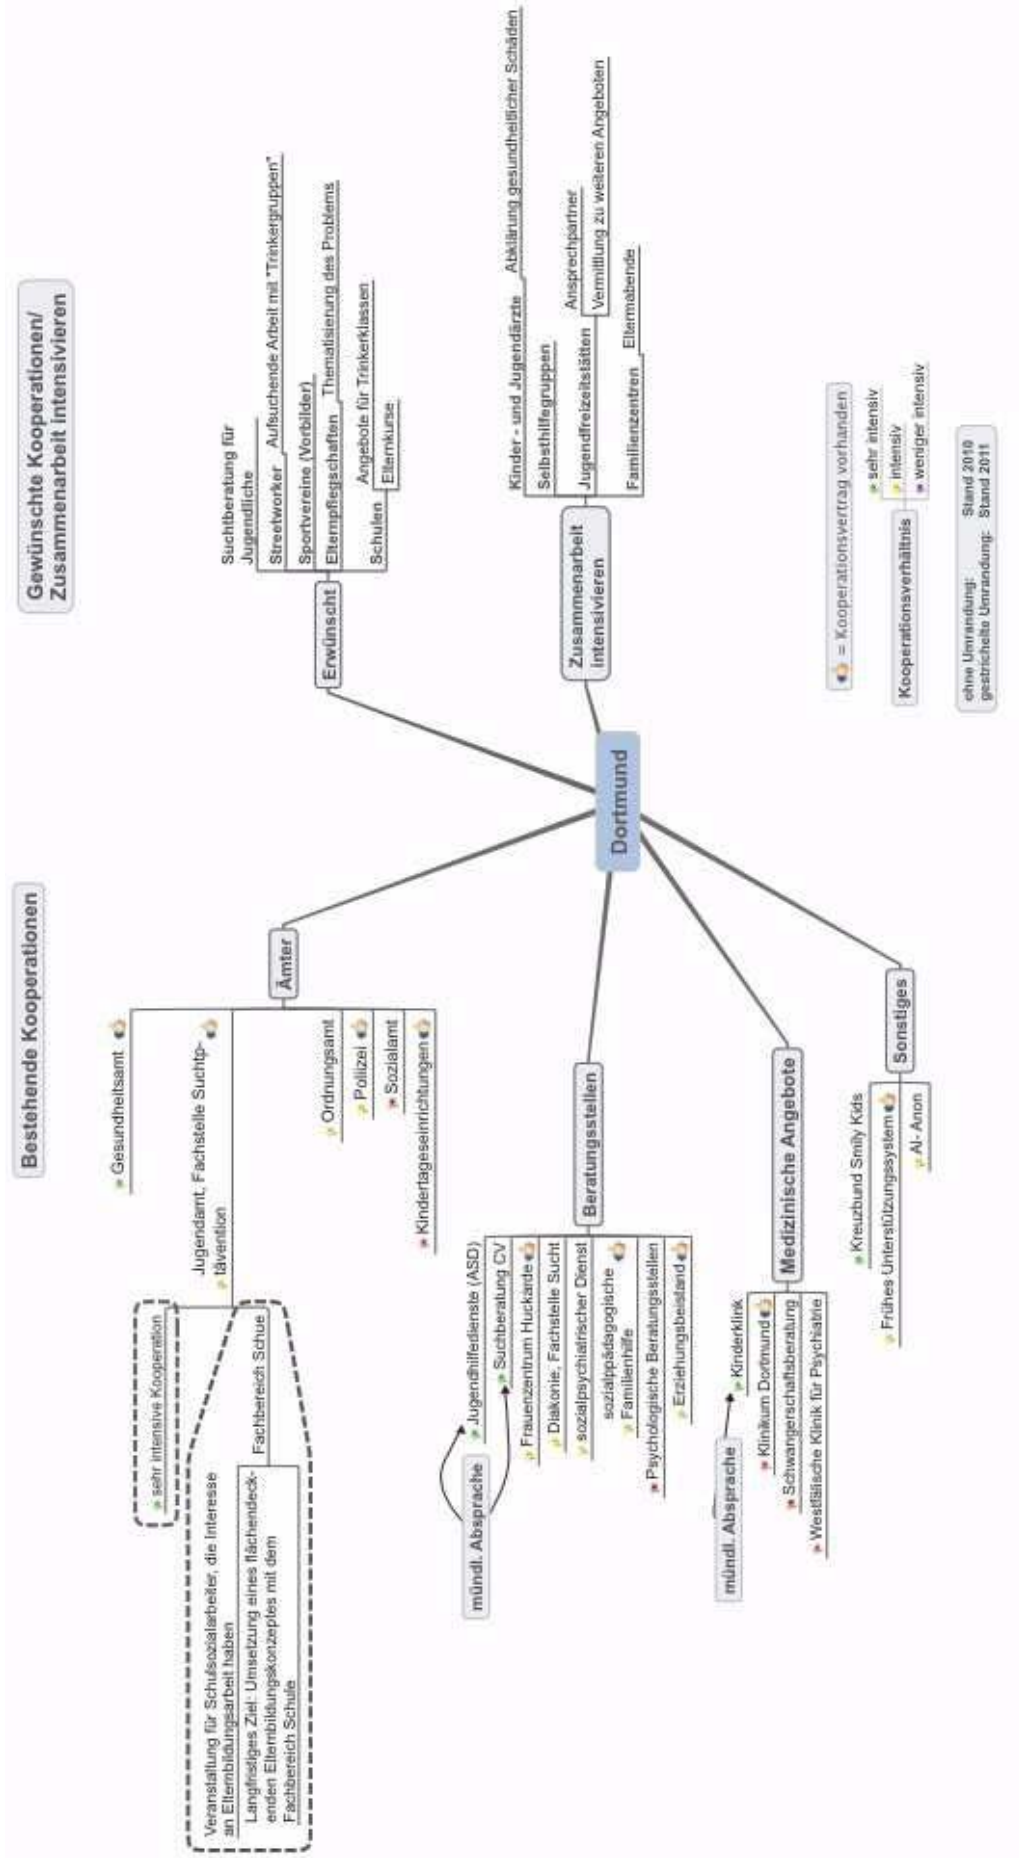 Bestehende Kooperationen
Gewünschte Kooperationen/
Zusammenarbeit intensivieren
Dortmund
Ämter
Gesundheitsamt
Jugendamt, Fachstelle Suchtp-
tävention
sehr intensive Kooperation
Fachbereich Schue
Veranstaltung für Schulsozialarbeiter, die Interesse
an Elternbildungsarbeit haben
Langfristiges Ziel: Umsetzung eines flächendeck-
enden Elternbildungskonzeptes mit dem
Fachbereich Schule
Ordnungsamt
Poliizei
Sozialamt
Kindertageseinrichtungen
Beratungsstellen
Jugendhilfedienste (ASD)
Suchberatung CV
mündl. Absprache
Frauenzentrum Huckarde
Diakonie, Fachstelle Sucht
sozialpsychiatrischer Dienst
sozialppädagogische
Familienhilfe
Psychologische Beratungsstellen
Erziehungsbeistand
Medizinische Angebote
Kinderklink
mündl. Absprache
Klinikum Dortmund
Schwangerschaftsberatung
Westfälische Klinik für Psychiatrie
Sonstiges
Kreuzbund Smily Kids
Frühes Unterstützungssystem
Al- Anon
Erwünscht
Suchtberatung für
Jugendliche
Streetworker
Aufsuchende Arbeit mit "Trinkergruppen"
Sportvereine (Vorbilder)
Elternpflegschaften
Thematisierung des Problems
Schulen
Angebote für Trinkerklassen
Elternkurse
Zusammenarbeit
intensivieren
Kinder - und Jugendärzte
Abklärung gesundheitlicher Schäden
Selbsthilfegruppen
Jugendfreizeitstätten
Ansprechpartner
Vermittlung zu weiteren Angeboten
Familienzentren
Elternabende
= Kooperationsvertrag vorhanden
Kooperationsverhältnis
sehr intensiv
intensiv
weniger intensiv
ohne Umrandung: Stand 2010
gestrichelte Umrandung: Stand 2011